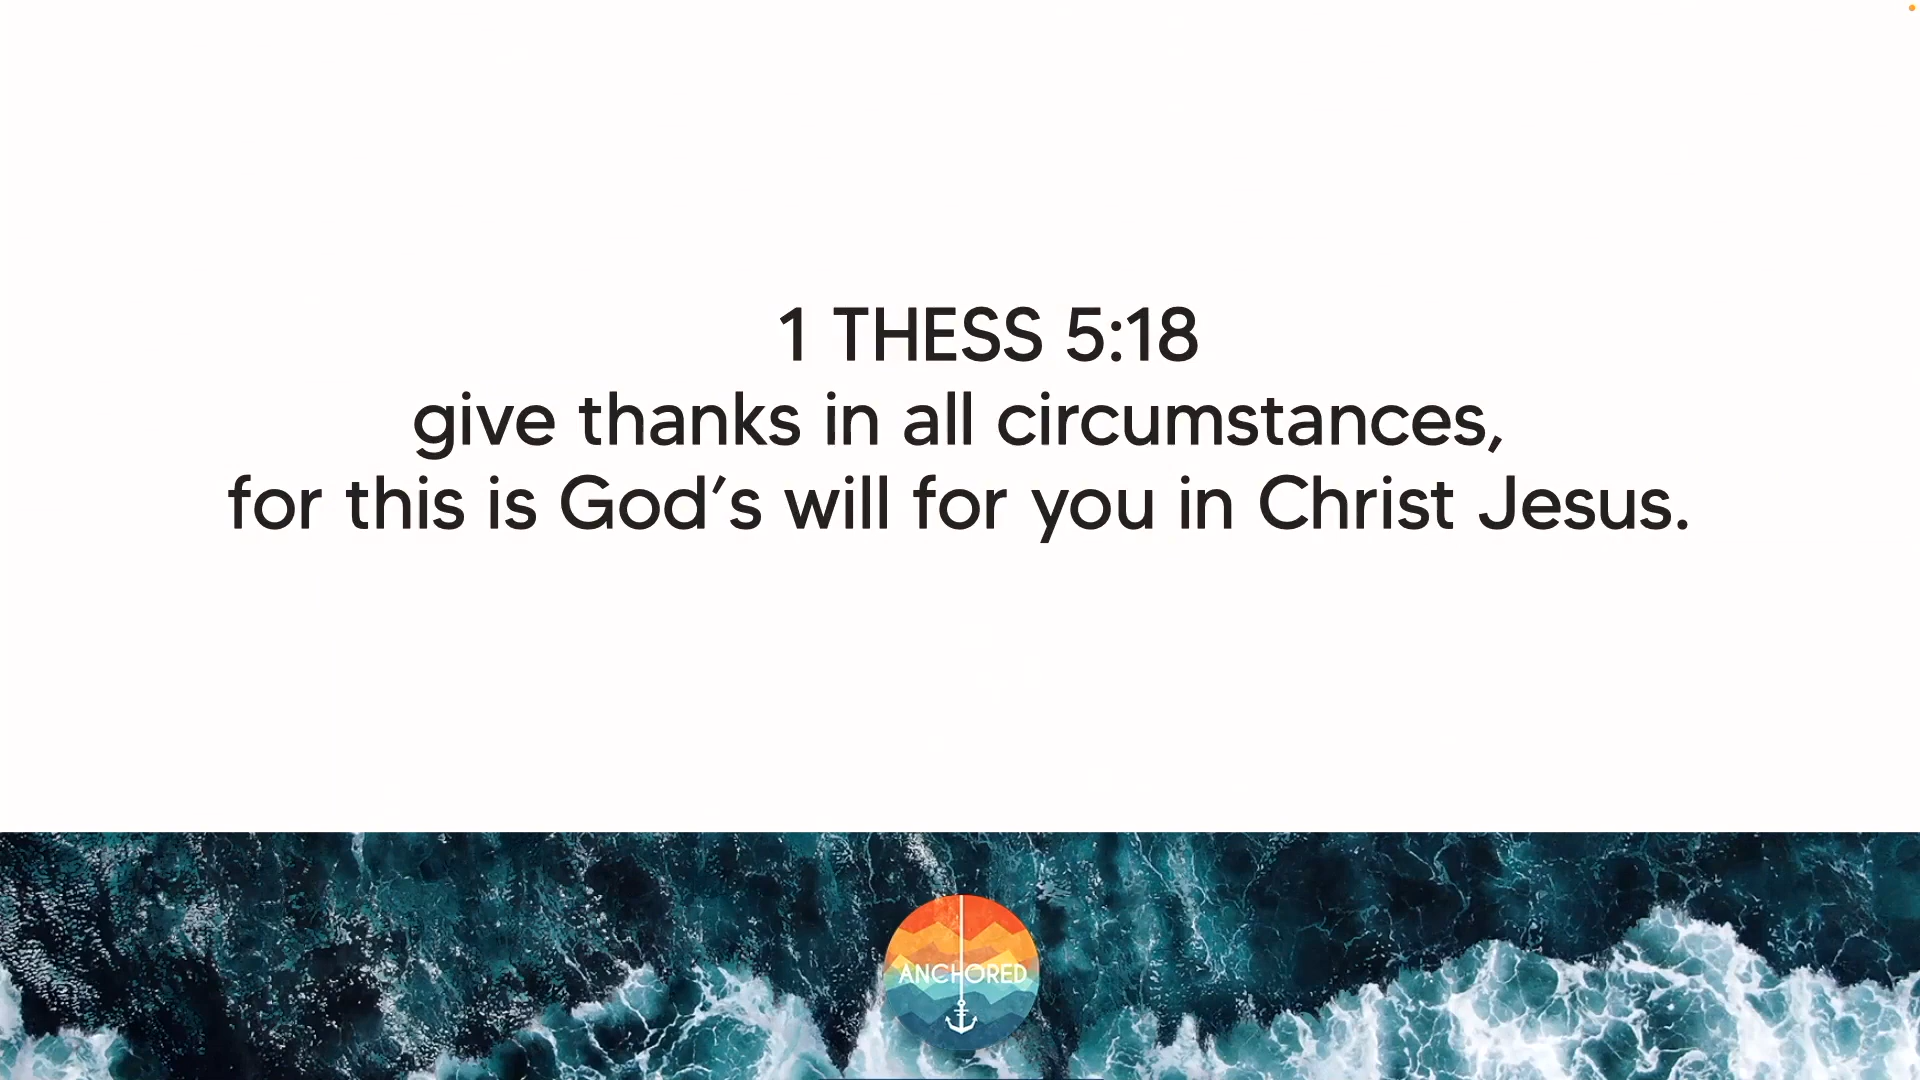 1 THESS 5:18
give thanks in all circumstances,
for this is God’s will for you in Christ Jesus.
ANCHORED